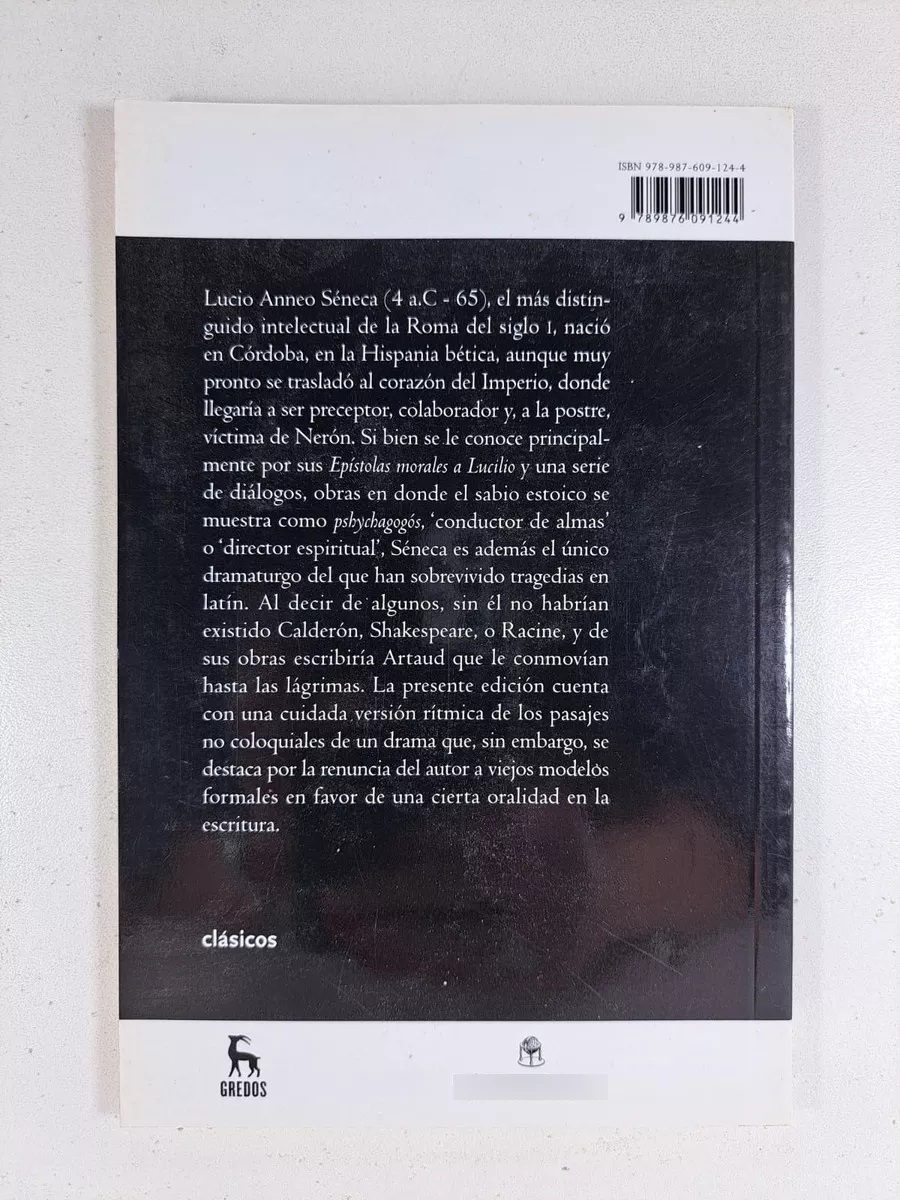 ISBN 978-987-609-124-4
9 789876 091244
Lucio Anneo Séneca (4 a.C - 65), el más distin-
guido intelectual de la Roma del siglo I, nació
en Córdoba, en la Hispania bética, aunque muy
pronto se trasladó al corazón del Imperio, donde
llegaría a ser preceptor, colaborador y, a la postre,
víctima de Nerón. Si bien se le conoce principal-
mente por sus Epístolas morales a Lucilio y una serie
de diálogos, obras en donde el sabio estoico se
muestra como pshychagogós, ‘conductor de almas’
o ‘director espiritual’, Séneca es además el único
dramaturgo del que han sobrevivido tragedias en
latín. Al decir de algunos, sin él no habrían
existido Calderón, Shakespeare, o Racine, y de
sus obras escribiría Artaud que le conmovían
hasta las lágrimas. La presente edición cuenta
con una cuidada versión rítmica de los pasajes
no coloquiales de un drama que, sin embargo, se
destaca por la renuncia del autor a viejos modelos
formales en favor de una cierta oralidad en la
escritura.
clásicos
GREDOS